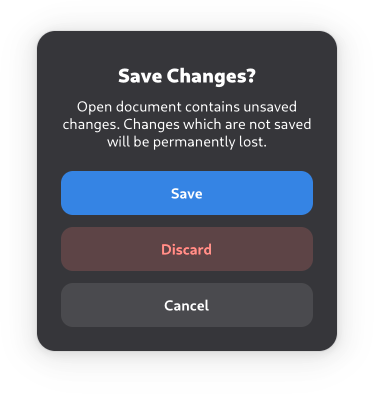 Save Changes?
Open document contains unsaved
changes. Changes which are not saved
will be permanently lost.
Save
Discard
Cancel